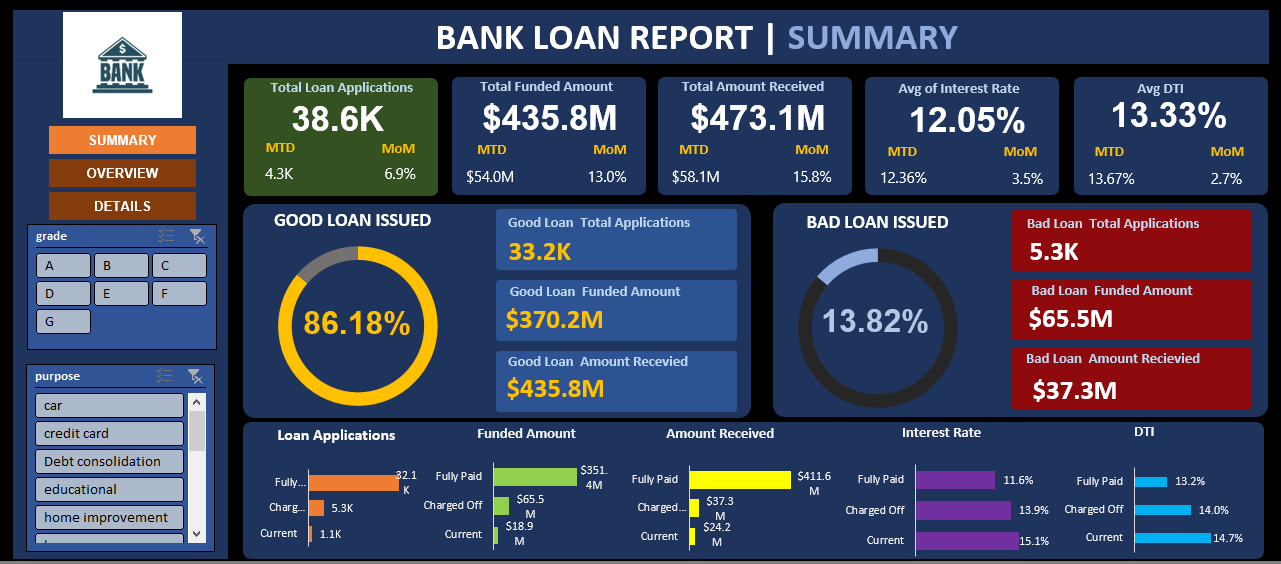 BANK LOAN REPORT | SUMMARY
$
BANK
SUMMARY
OVERVIEW
DETAILS
grade
A B C
D E F
G
purpose
car
credit card
Debt consolidation
educational
home improvement
Total Loan Applications
38.6K
MTD MoM
4.3K 6.9%
Total Funded Amount
$435.8M
MTD MoM
$54.0M 13.0%
Total Amount Received
$473.1M
MTD MoM
$58.1M 15.8%
Avg of Interest Rate
12.05%
MTD MoM
12.36% 3.5%
Avg DTI
13.33%
MTD MoM
13.67% 2.7%
GOOD LOAN ISSUED
86.18%
Good Loan Total Applications
33.2K
Good Loan Funded Amount
$370.2M
Good Loan Amount Recevied
$435.8M
BAD LOAN ISSUED
13.82%
Bad Loan Total Applications
5.3K
Bad Loan Funded Amount
$65.5M
Bad Loan Amount Recievied
$37.3M
Loan Applications
Fully... 32.1
K
Charg... 5.3K
Current 1.1K
Funded Amount
Fully Paid $351.
4M
Charged Off $65.5
M
Current $18.9
M
Amount Received
Fully Paid $411.6
M
Charged... $37.3
M
Current $24.2
M
Interest Rate
Fully Paid 11.6%
Charged Off 13.9%
Current 15.1%
DTI
Fully Paid 13.2%
Charged Off 14.0%
Current 14.7%